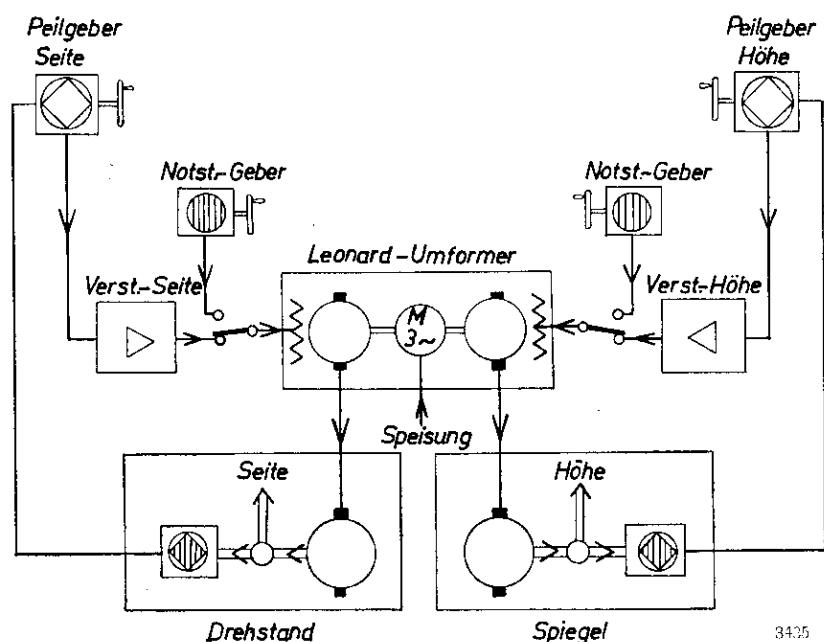 Peilgeber
Seite
Peilgeber
Höhe
Notst.-Geber
Notst.-Geber
Leonard-Umformer
Verst.-Seite
Verst.-Höhe
M
3~
Speisung
Seite
Höhe
Drehstand
Spiegel